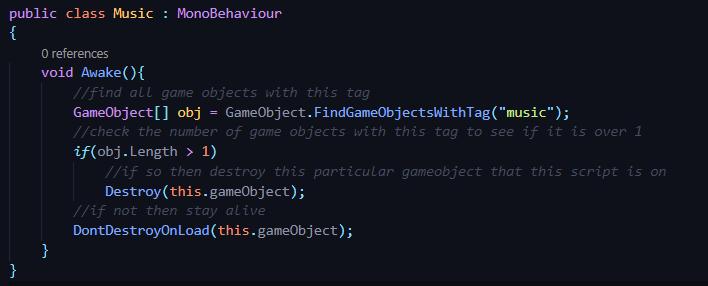 public class Music : MonoBehaviour
{
0 references
void Awake(){
//find all game objects with this tag
GameObject[] obj = GameObject.FindGameObjectsWithTag("music");
//check the number of game objects with this tag to see if it is over 1
if(obj.Length > 1)
//if so then destroy this particular gameobject that this script is on
Destroy(this.gameObject);
//if not then stay alive
DontDestroyOnLoad(this.gameObject);
}
}